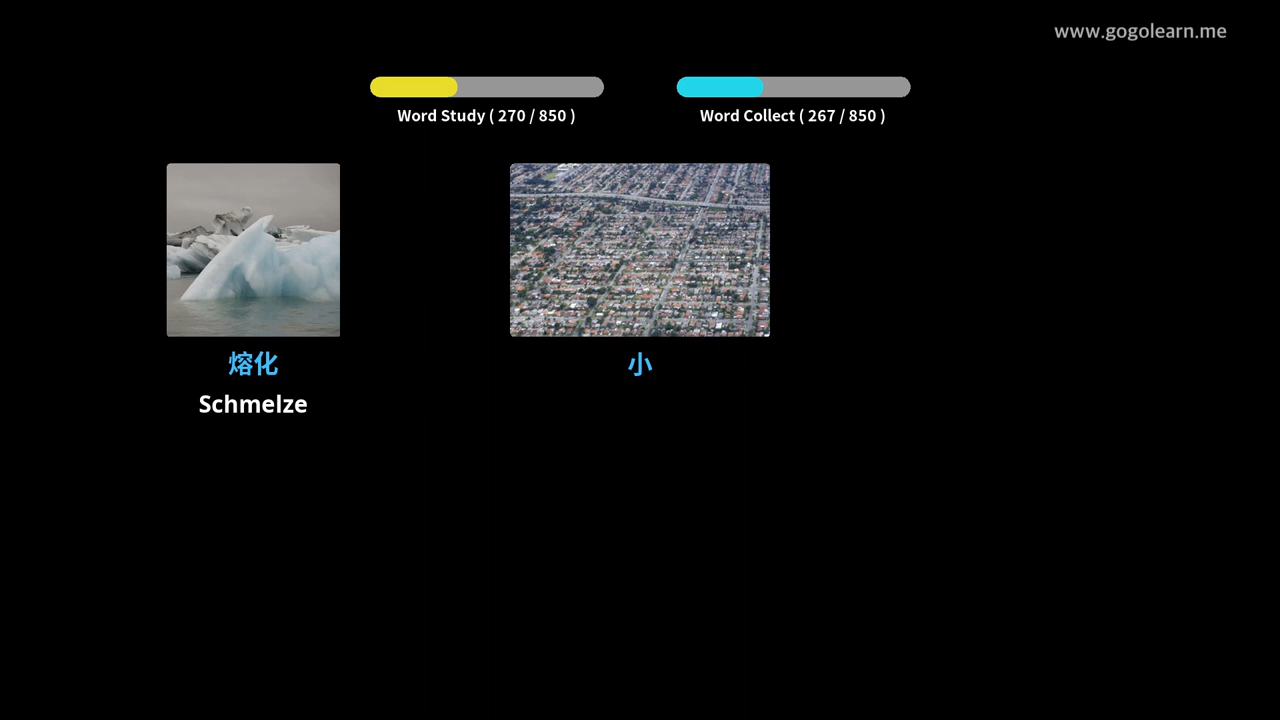 www.gogolearn.me
Word Study ( 270 / 850 )
Word Collect ( 267 / 850 )
熔化
Schmelze
小